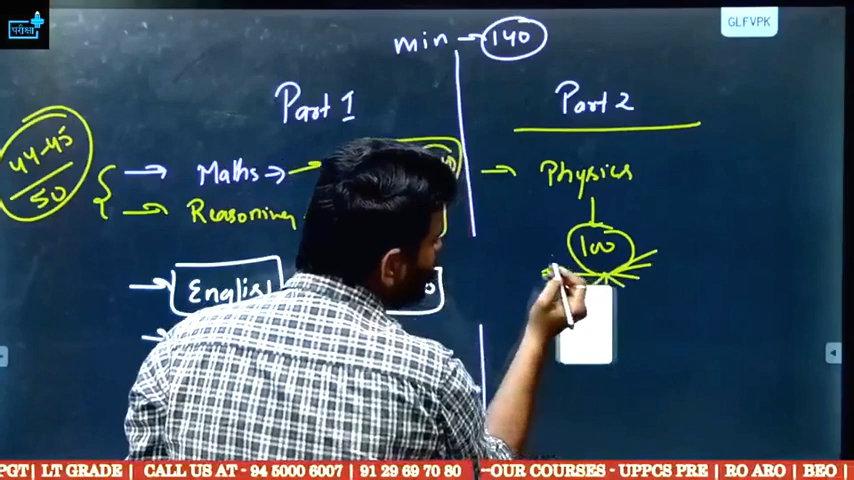 परीक्षा
GLFVPK
min → 140
Part 1
Part 2
44-45
50
Maths →
→ Physics
Reasoning
100
English
PGT| LT GRADE | CALL US AT - 94 5000 6007 | 91 29 69 70 80 –OUR COURSES - UPPCS PRE | RO ARO | BEO |